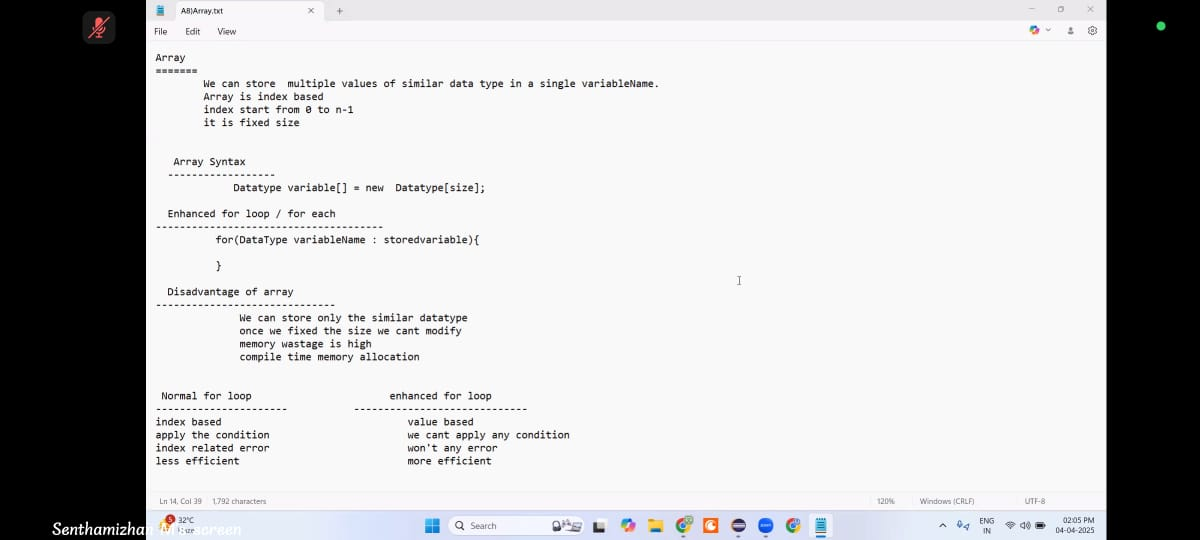 A8)Array.txt
File Edit View
Array
=======
We can store  multiple values of similar data type in a single variableName.
Array is index based
index start from 0 to n-1
it is fixed size
Array Syntax
------------------
Datatype variable[] = new  Datatype[size];
Enhanced for loop / for each
--------------------------------------
for(DataType variableName : storedvariable){
}
Disadvantage of array
------------------------------
We can store only the similar datatype
once we fixed the size we cant modify
memory wastage is high
compile time memory allocation
Normal for loop enhanced for loop
---------------------- -----------------------------
index based value based
apply the condition we cant apply any condition
index related error won't any error
less efficient more efficient
Ln 14, Col 39 1,792 characters 120% Windows (CRLF) UTF-8
5 32°C Search ENG IN 02:05 PM 04-04-2025
Senthamizhan screen